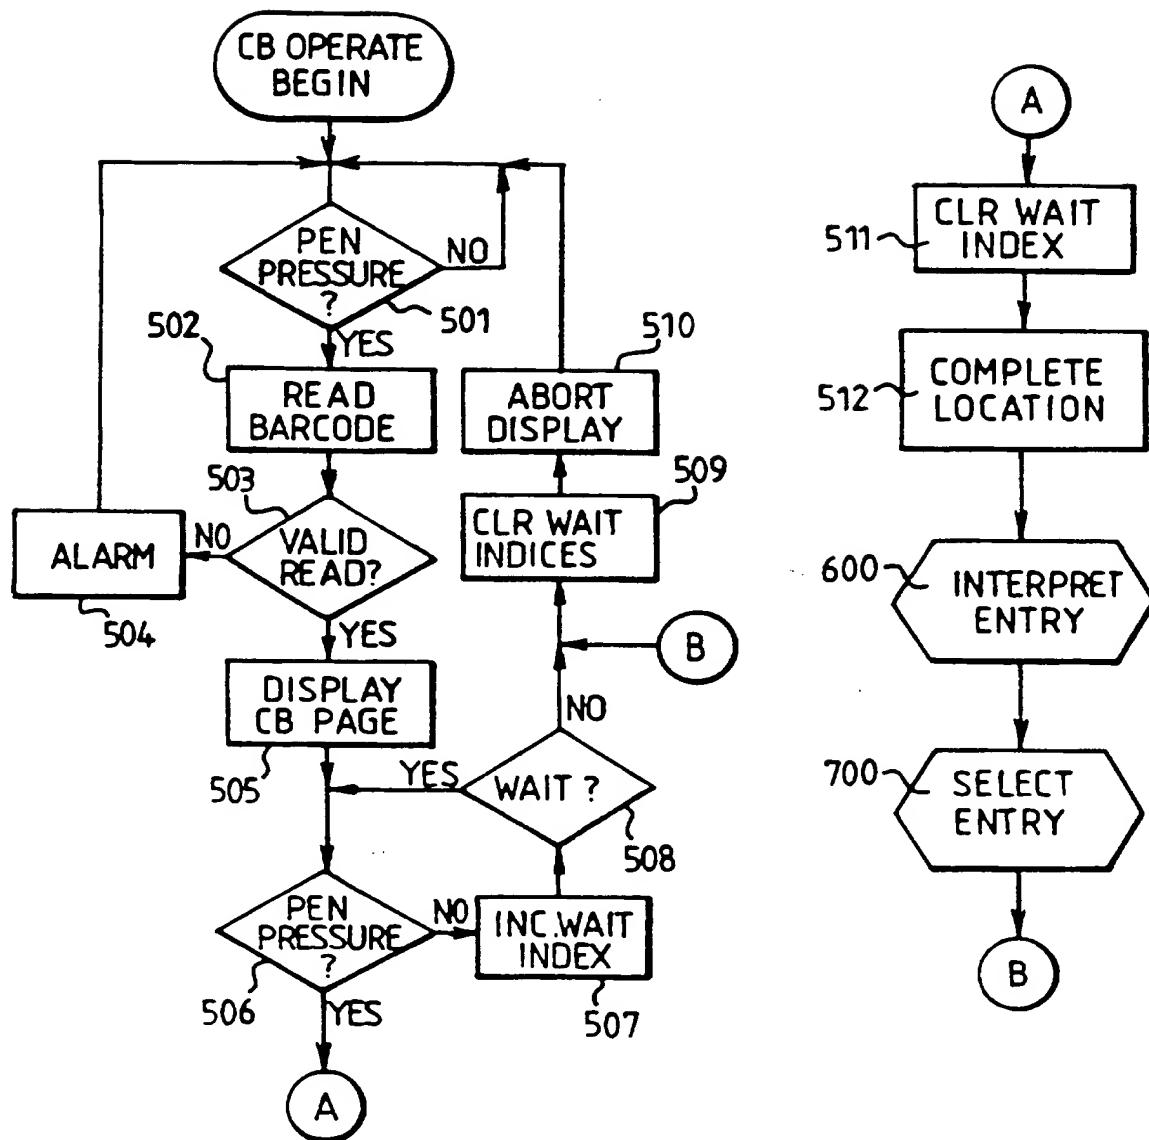 CB OPERATE
BEGIN
PEN
PRESSURE
?
NO
501
YES
502
READ
BARCODE
503
VALID
READ?
NO
ALARM
504
YES
DISPLAY
CB PAGE
505
PEN
PRESSURE
?
506
NO
YES
A
INC.WAIT
INDEX
507
WAIT ?
508
YES
NO
B
CLR WAIT
INDICES
509
ABORT
DISPLAY
510
A
CLR WAIT
INDEX
511
COMPLETE
LOCATION
512
INTERPRET
ENTRY
600
SELECT
ENTRY
700
B